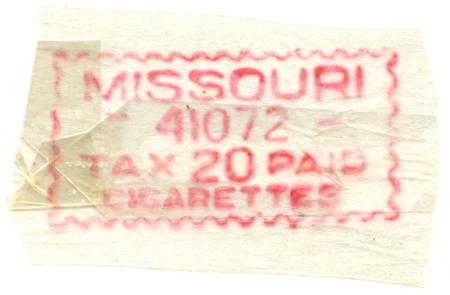 MISSOURI
- 41072 -
TAX 20 PAID
CIGARETTES